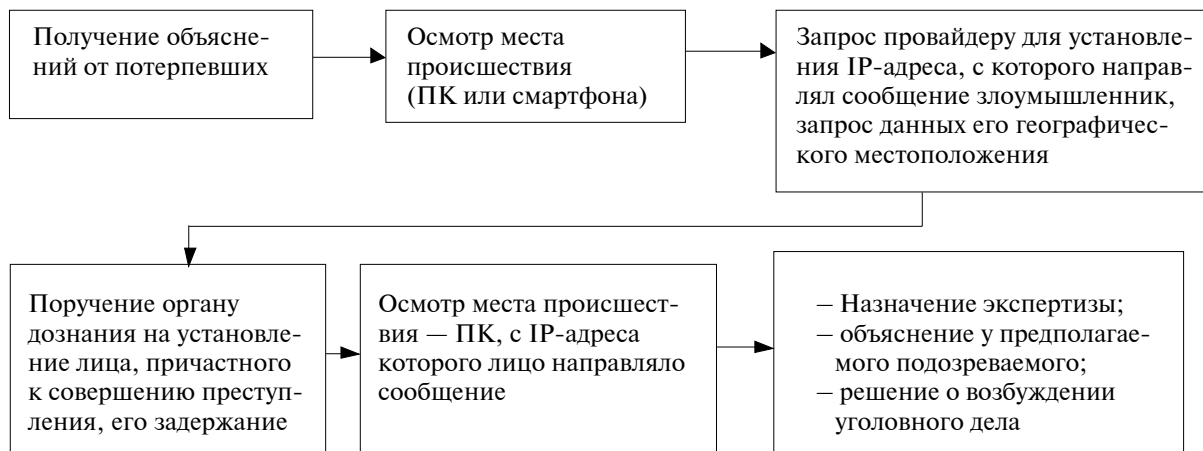 Получение объясне-
ний от потерпевших
Осмотр места
происшествия
(ПК или смартфона)
Запрос провайдеру для установле-
ния IP-адреса, с которого направ-
лял сообщение злоумышленник,
запрос данных его географичес-
кого местоположения
Поручение органу
дознания на установле-
ние лица, причастного
к совершению преступ-
ления, его задержание
Осмотр места происшест-
вия — ПК, с IP-адреса
которого лицо направляло
сообщение
— Назначение экспертизы;
— объяснение у предполагае-
мого подозреваемого;
— решение о возбуждении
уголовного дела